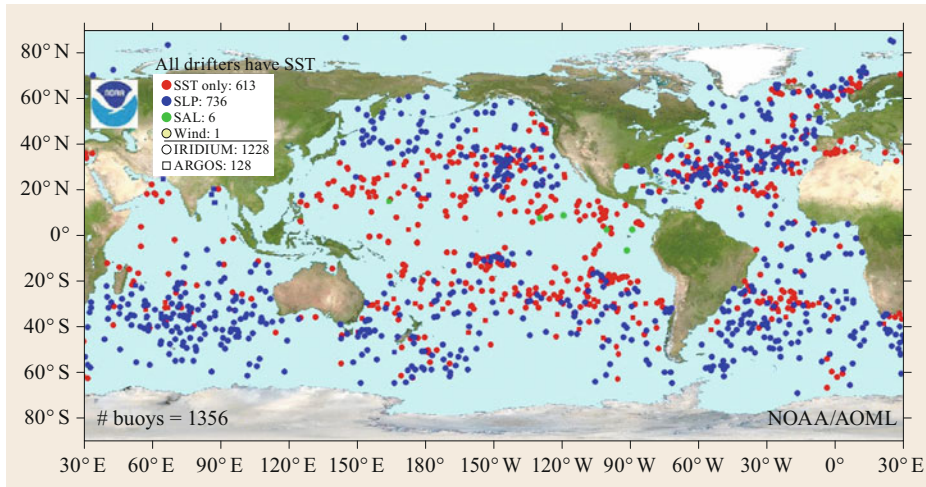 80° N
60° N
40° N
20° N
0°
20° S
40° S
60° S
80° S
All drifters have SST
NOAA
SST only: 613
SLP: 736
SAL: 6
Wind: 1
IRIDIUM: 1228
ARGOS: 128
# buoys = 1356
NOAA/AOML
30° E
60° E
90° E
120° E
150° E
180°
150° W
120° W
90° W
60° W
30° W
0°
30° E